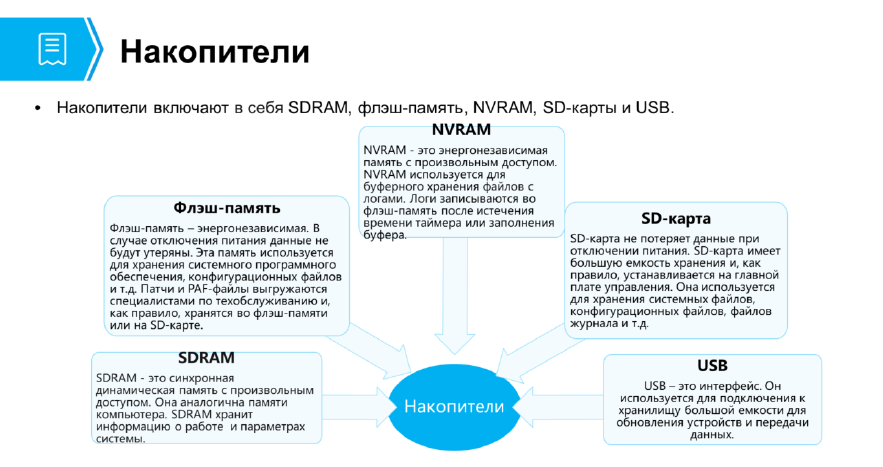 Накопители
• Накопители включают в себя SDRAM, флэш-память, NVRAM, SD-карты и USB.
NVRAM
NVRAM - это энергонезависимая
память с произвольным доступом.
NVRAM используется для
буферного хранения файлов с
логами. Логи записываются во
флэш-память после истечения
времени таймера или заполнения
буфера.
Флэш-память
Флэш-память – энергонезависимая. В
случае отключения питания данные не
будут утеряны. Эта память используется
для хранения системного программного
обеспечения, конфигурационных файлов
и т.д. Патчи и PAF-файлы выгружаются
специалистами по техобслуживанию и,
как правило, хранятся во флэш-памяти
или на SD-карте.
SD-карта
SD-карта не потеряет данные при
отключении питания. SD-карта имеет
большую емкость хранения и, как
правило, устанавливается на главной
плате управления. Она используется
для хранения системных файлов,
конфигурационных файлов, файлов
журнала и т.д.
SDRAM
SDRAM - это синхронная
динамическая память с произвольным
доступом. Она аналогична памяти
компьютера. SDRAM хранит
информацию о работе и параметрах
системы.
Накопители
USB
USB – это интерфейс. Он
используется для подключения к
хранилищу большой емкости для
обновления устройств и передачи
данных.